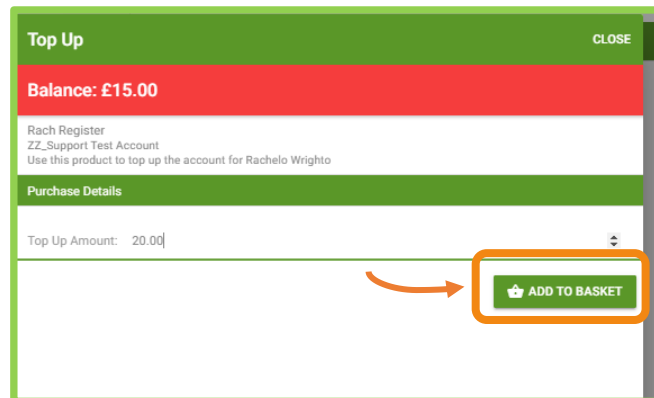 Top Up
CLOSE
Balance: £15.00
Rach Register
ZZ_Support Test Account
Use this product to top up the account for Rachelo Wrighto
Purchase Details
Top Up Amount: 20.00
ADD TO BASKET